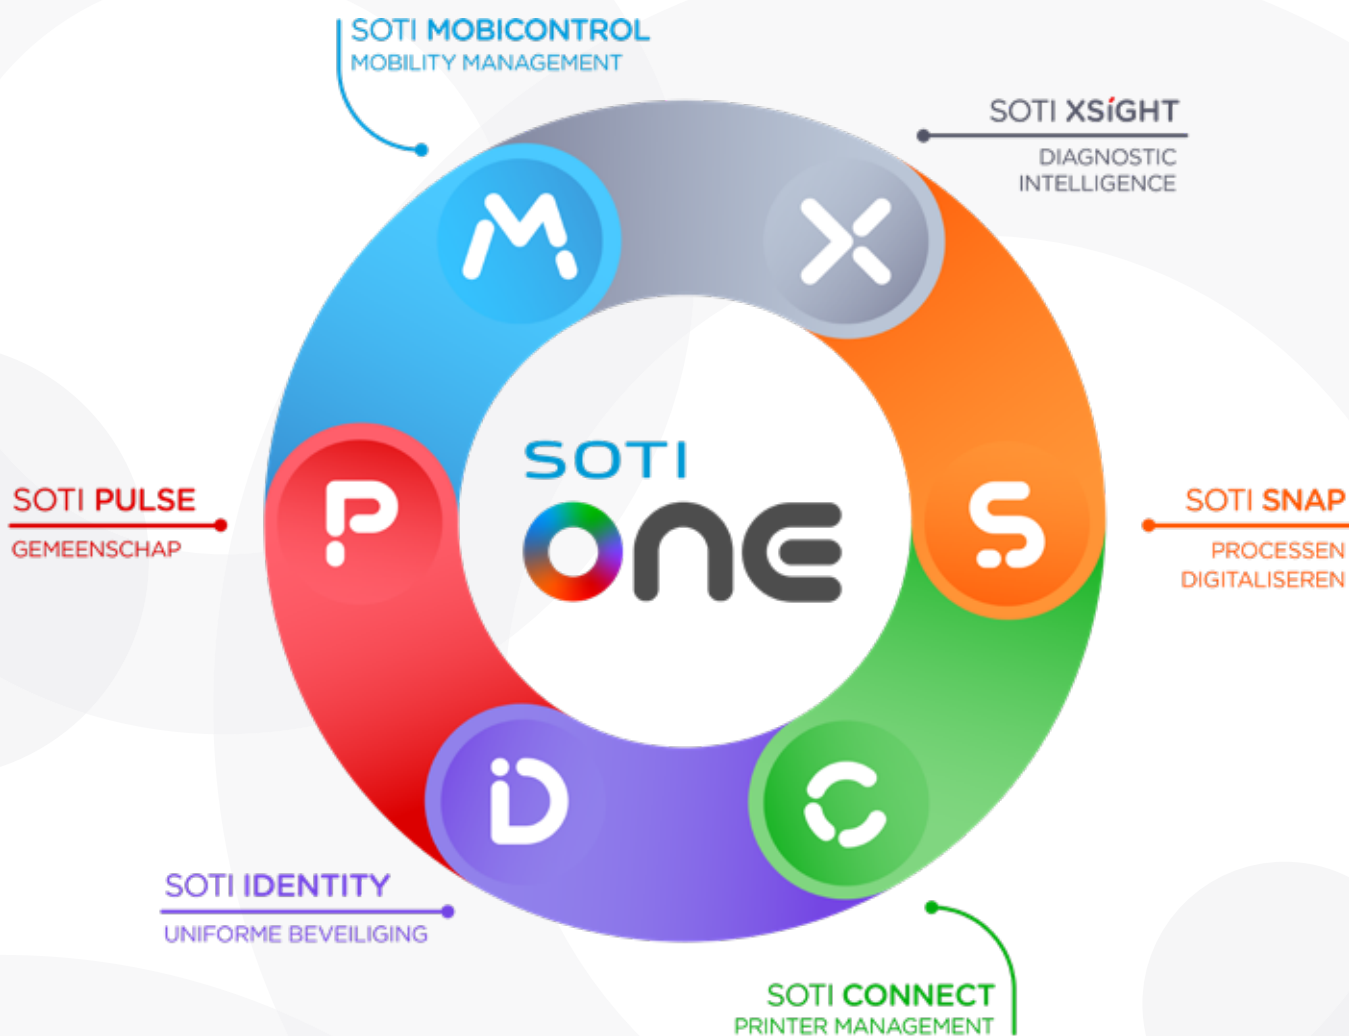 SOTI MOBICONTROL
MOBILITY MANAGEMENT
SOTI XSíGHT
DIAGNOSTIC
INTELLIGENCE
M
X
SOTI
ONE
SOTI PULSE
GEMEENSCHAP
P
S
SOTI SNAP
PROCESSEN
DIGITALISEREN
D
C
SOTI IDENTITY
UNIFORME BEVEILIGING
SOTI CONNECT
PRINTER MANAGEMENT